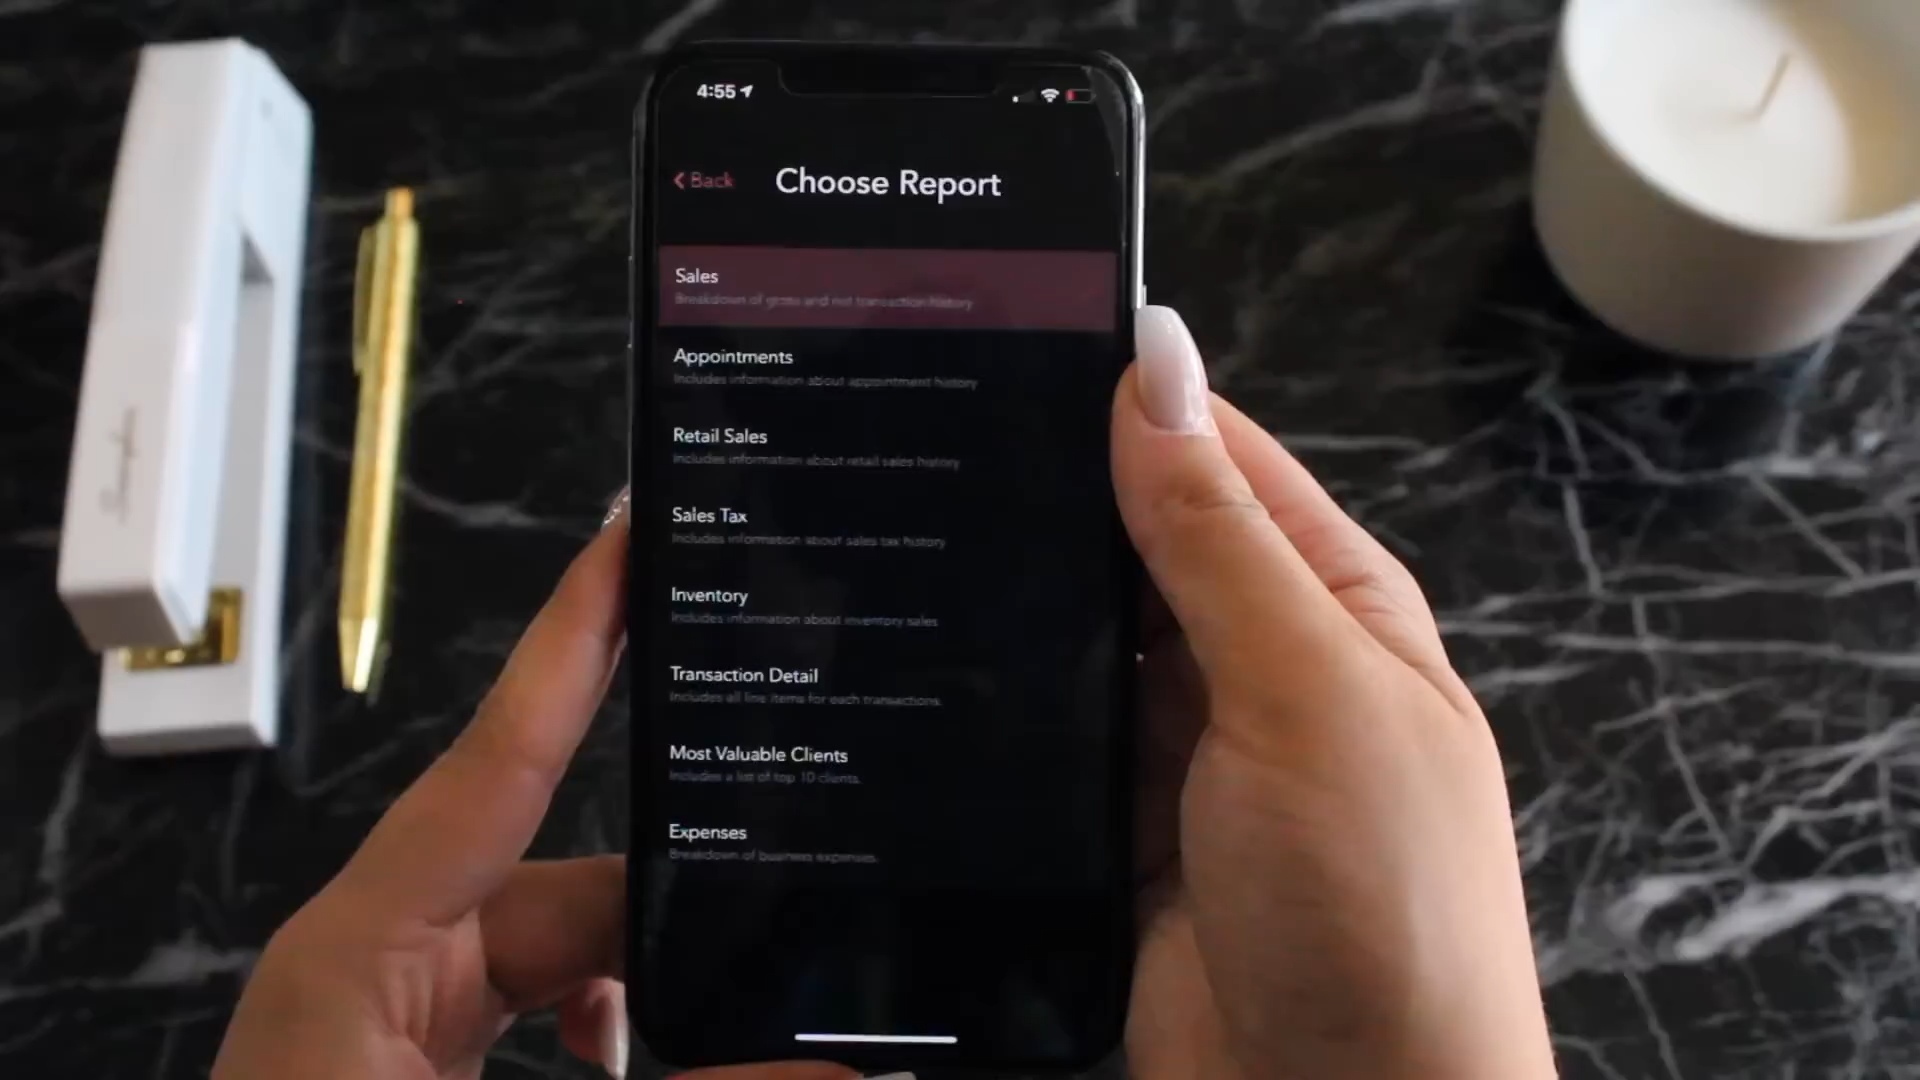 4:55
Back
Choose Report
Sales
Breakdown of gross and net transaction history
Appointments
Includes information about appointment history
Retail Sales
Includes information about retail sales history
Sales Tax
Includes information about sales tax history
Inventory
Includes information about inventory sales
Transaction Detail
Includes all line items for each transactions.
Most Valuable Clients
Includes a list of top 10 clients.
Expenses
Breakdown of business expenses.